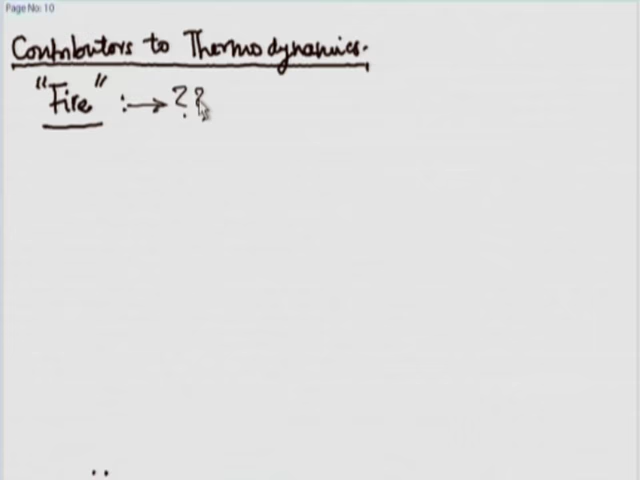 Page No: 10
Contributors to Thermodynamics.
"Fire" :→ ??